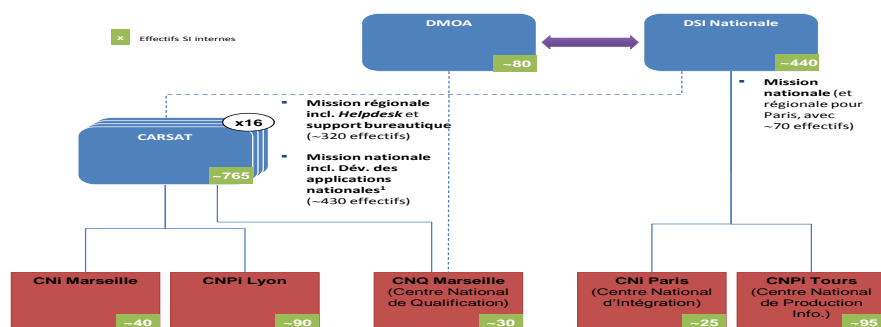 DMOA
~80
DSI Nationale
~440
x
Effectifs SI internes
▪ Mission
nationale (et
régionale pour
Paris, avec
~70 effectifs)
▪ Mission régionale
incl. Helpdesk et
support bureautique
(~320 effectifs)
▪ Mission nationale
incl. Dév. des
applications
nationales¹
(~430 effectifs)
x16
CARSAT
~765
CNi Marseille
~40
CNPi Lyon
~90
CNQ Marseille
(Centre National
de Qualification)
~30
CNi Paris
(Centre National
d'Intégration)
~25
CNPi Tours
(Centre National
de Production
Info.)
~95